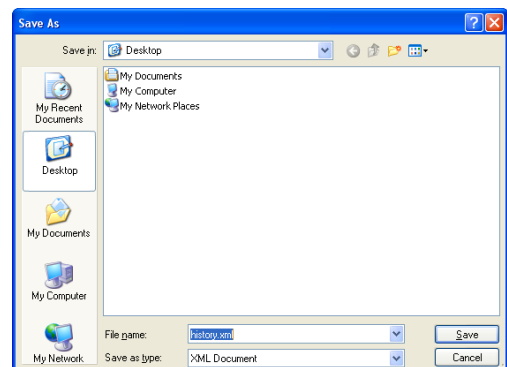 Save As
Save in:
Desktop
My Documents
My Computer
My Network Places
My Recent
Documents
Desktop
My Documents
My Computer
My Network
File name:
history.xml
Save
Save as type:
XML Document
Cancel